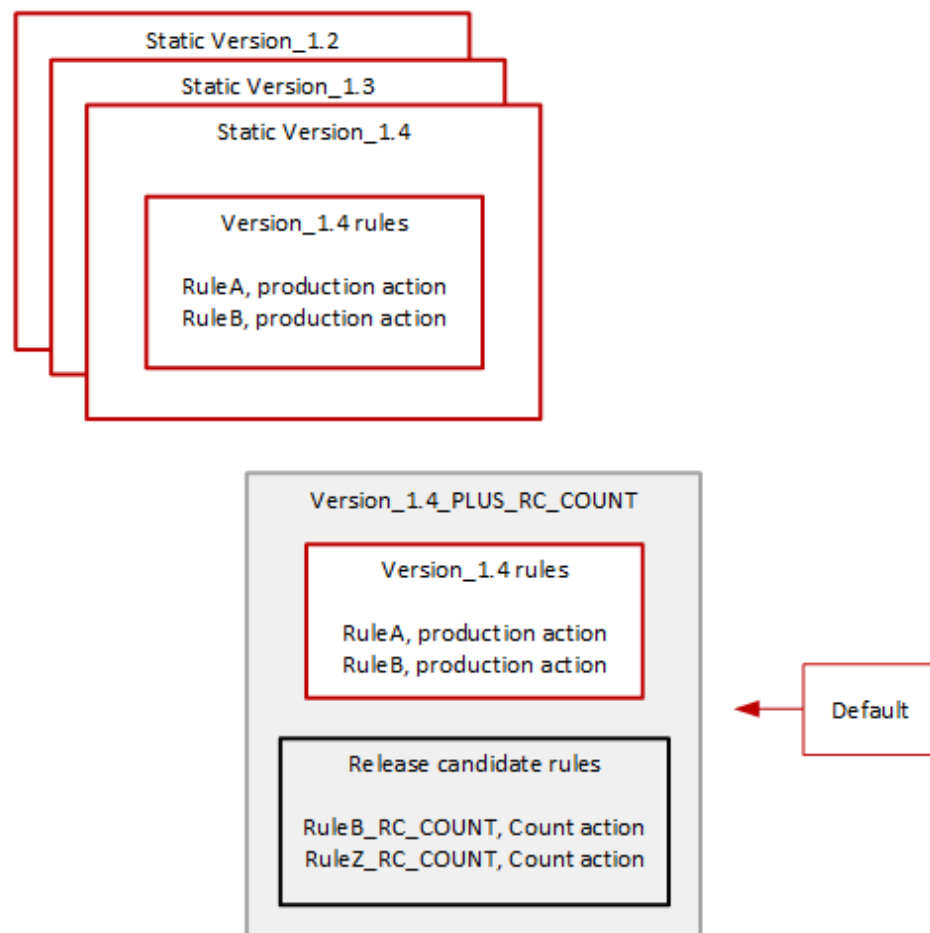 Static Version_1.2
Static Version_1.3
Static Version_1.4
Version_1.4 rules
RuleA, production action
RuleB, production action
Version_1.4_PLUS_RC_COUNT
Version_1.4 rules
RuleA, production action
RuleB, production action
Default
Release candidate rules
RuleB_RC_COUNT, Count action
RuleZ_RC_COUNT, Count action